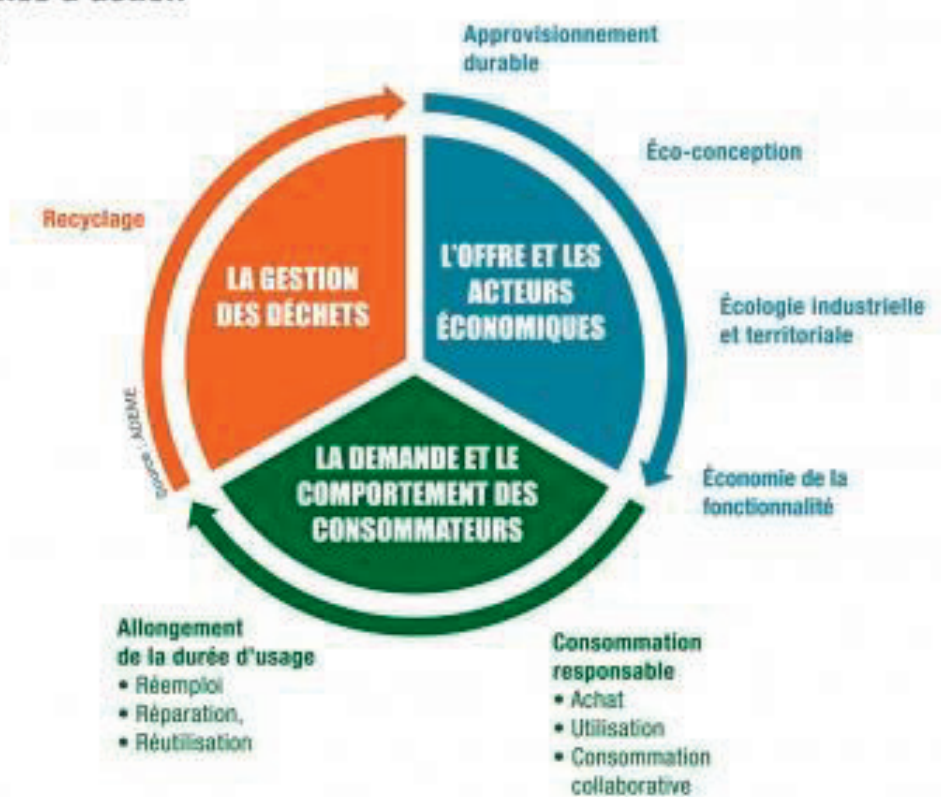 Approvisionnement
durable
Éco-conception
Recyclage
LA GESTION
DES DÉCHETS
L'OFFRE ET LES
ACTEURS
ÉCONOMIQUES
Écologie industrielle
et territoriale
Source : ADEME
LA DEMANDE ET LE
COMPORTEMENT DES
CONSOMMATEURS
Économie de la
fonctionnalité
Allongement
de la durée d'usage
• Réemploi
• Réparation,
• Réutilisation
Consommation
responsable
• Achat
• Utilisation
• Consommation
collaborative